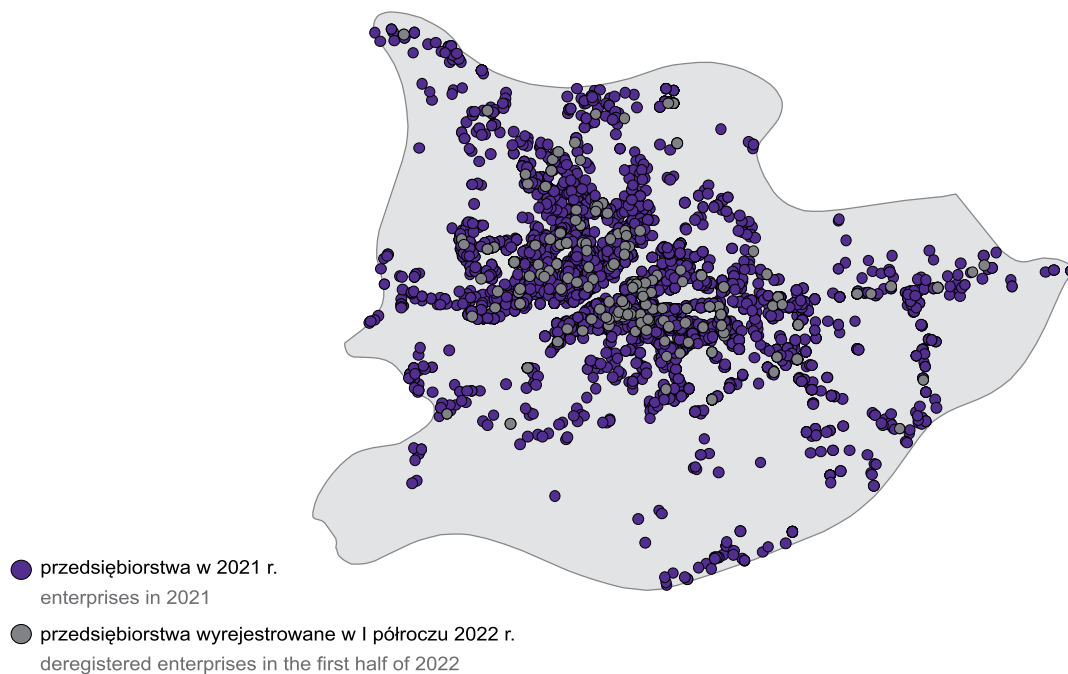 przedsiębiorstwa w 2021 r.
enterprises in 2021
przedsiębiorstwa wyrejestrowane w I półroczu 2022 r.
deregistered enterprises in the first half of 2022